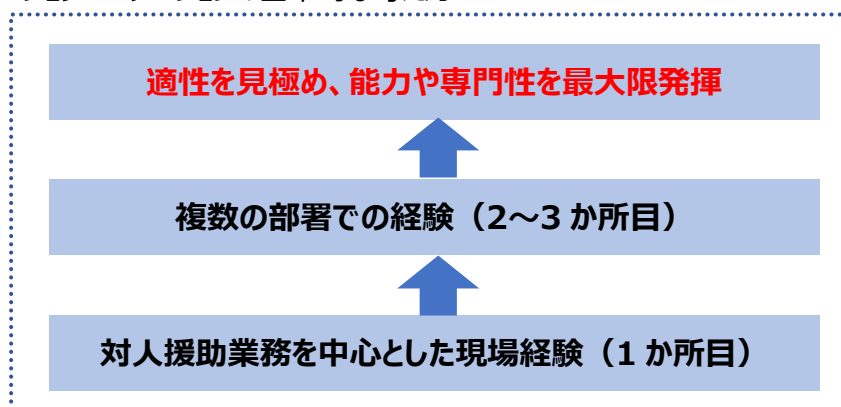 適性を見極め、能力や専門性を最大限発揮
複数の部署での経験（2～3 か所目）
対人援助業務を中心とした現場経験（1 か所目）